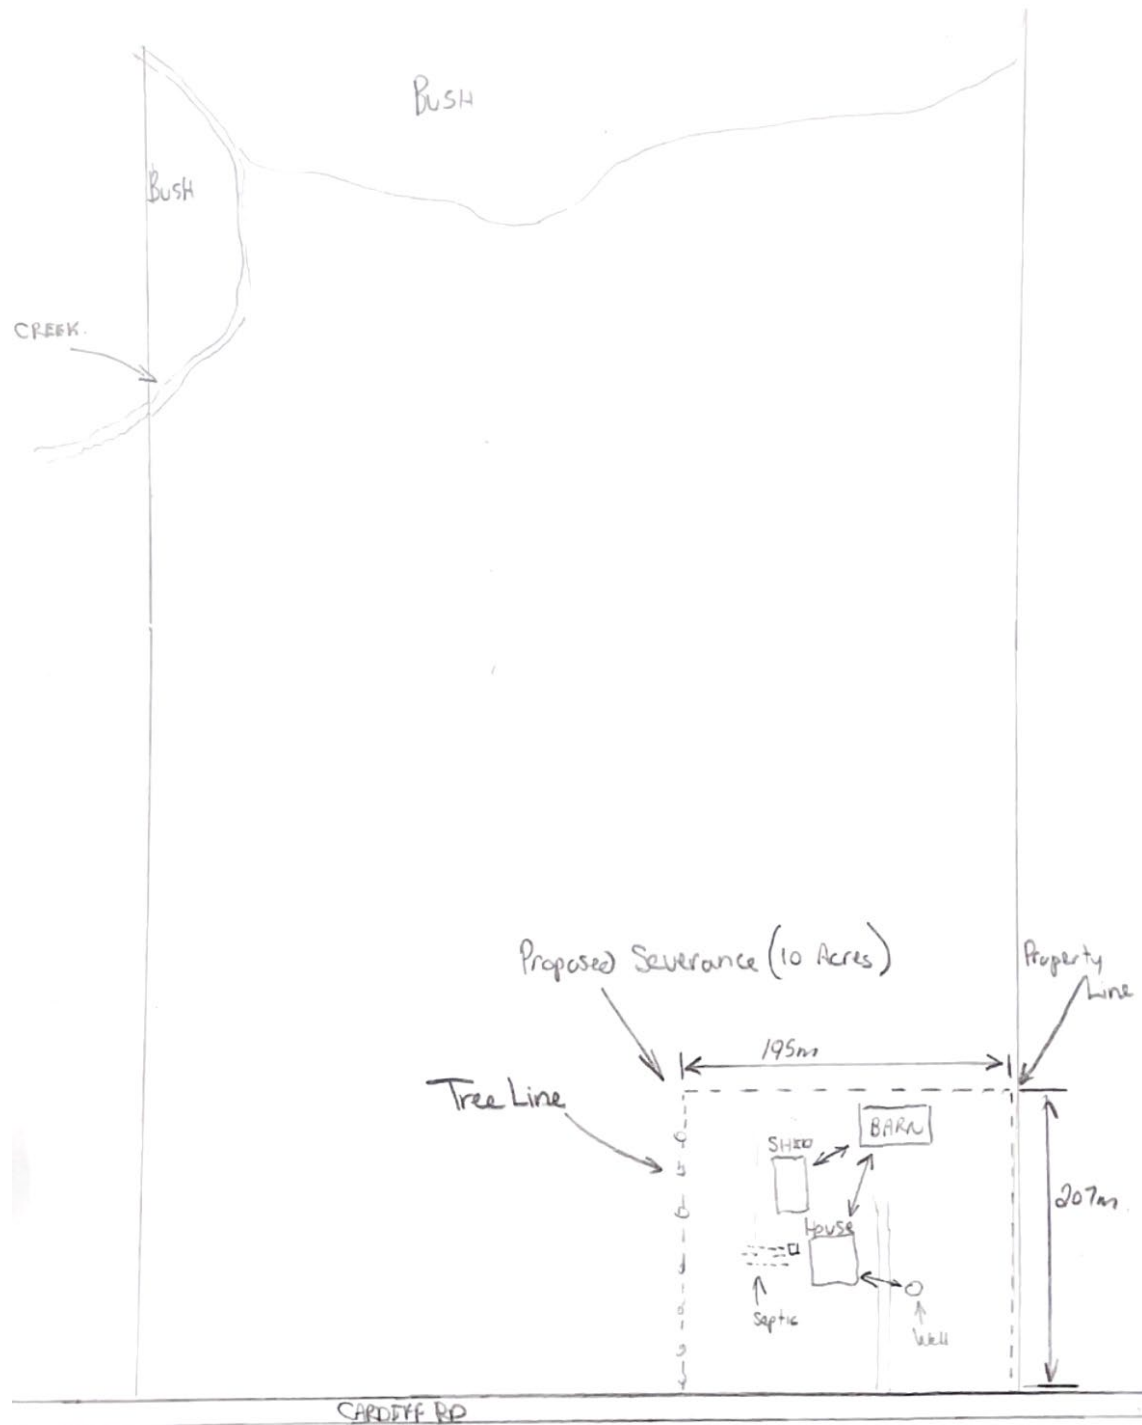 BUSH
BUSH
CREEK.
Proposed Severance (10 Acres)
Property
Line
195m
Tree Line
BARN
SHED
207m.
House
Septic
Well
CARDIFF RD